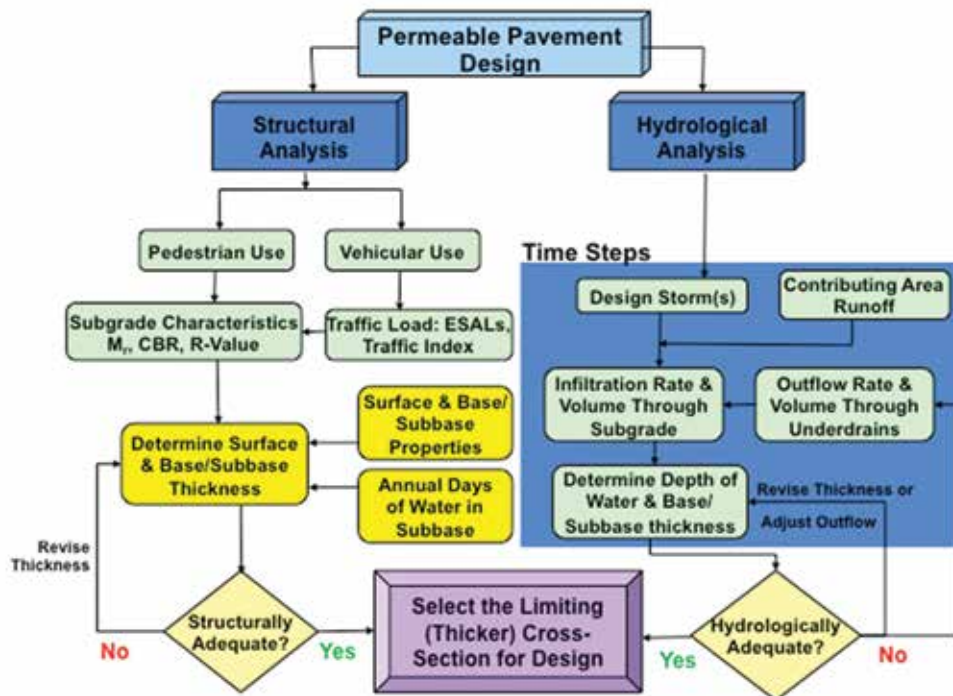 Permeable Pavement
Design
Structural
Analysis
Hydrological
Analysis
Pedestrian Use
Vehicular Use
Subgrade Characteristics
Mr, CBR, R-Value
Traffic Load: ESALs,
Traffic Index
Surface & Base/
Subbase
Properties
Determine Surface
& Base/Subbase
Thickness
Annual Days
of Water in
Subbase
Revise
Thickness
Structurally
Adequate?
No
Yes
Time Steps
Design Storm(s)
Contributing Area
Runoff
Infiltration Rate &
Volume Through
Subgrade
Outflow Rate &
Volume Through
Underdrains
Determine Depth of
Water & Base/
Subbase thickness
Revise Thickness or
Adjust Outflow
Hydrologically
Adequate?
Yes
No
Select the Limiting
(Thicker) Cross-
Section for Design